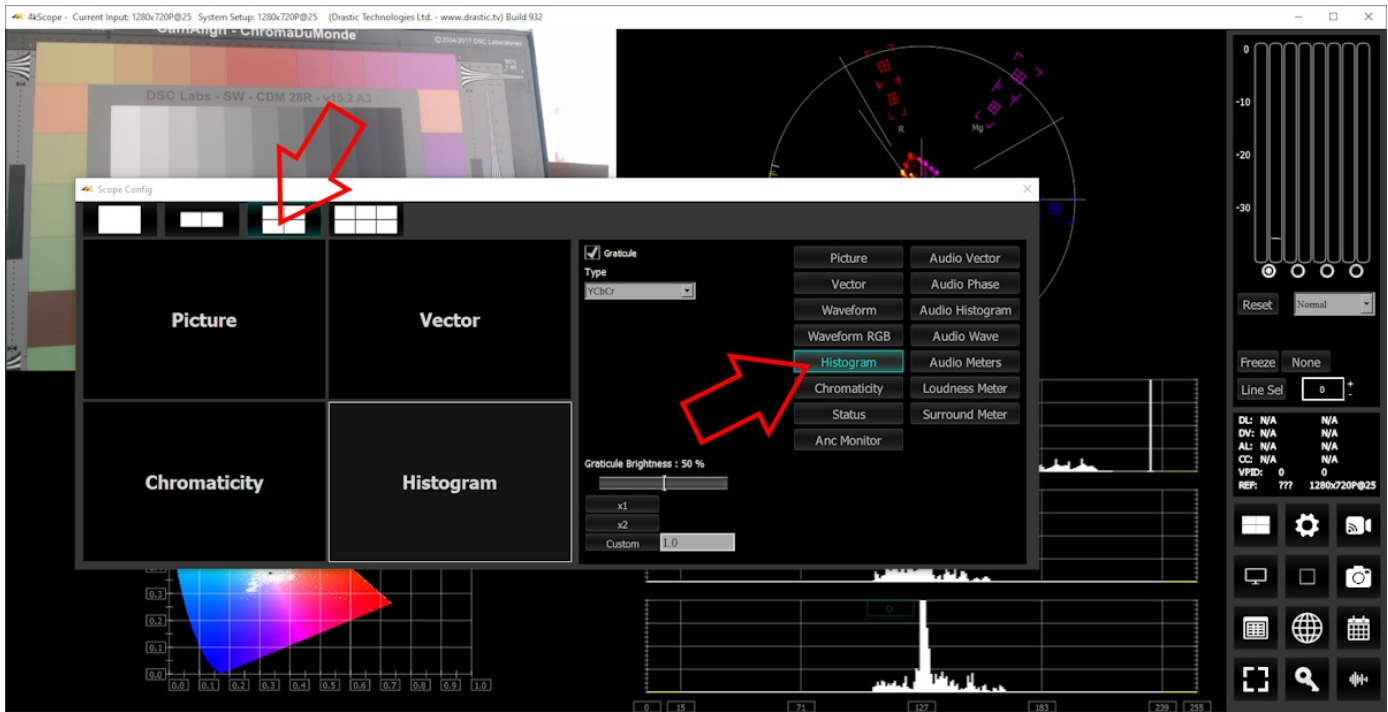 4kScope - Current Input: 1280x720P@25 System Setup: 1280x720P@25 (Drastic Technologies Ltd. - www.drastic.tv) Build 932
CamAlign - ChromaDuMonde
©2004/2017 DSC Laboratories
DSC Labs - SW - CDM 28R - v15.2 A3
R
Mg
Scope Config
Picture
Vector
Chromaticity
Histogram
Graticule
Type
YCbCr
Graticule Brightness : 50 %
x1
x2
Custom 1.0
Picture
Vector
Waveform
Waveform RGB
Histogram
Chromaticity
Status
Anc Monitor
Audio Vector
Audio Phase
Audio Histogram
Audio Wave
Audio Meters
Loudness Meter
Surround Meter
0.3
0.2
0.1
0.0
0.0 0.1 0.2 0.3 0.4 0.5 0.6 0.7 0.8 0.9 1.0
Cr
0 15 71 127 183 239 255
0
-10
-20
-30
Reset Normal
Freeze None
Line Sel 0 + -
DL: N/A N/A
DV: N/A N/A
AL: N/A N/A
CC: N/A N/A
VPID: 0 0
REF: ??? 1280x720P@25